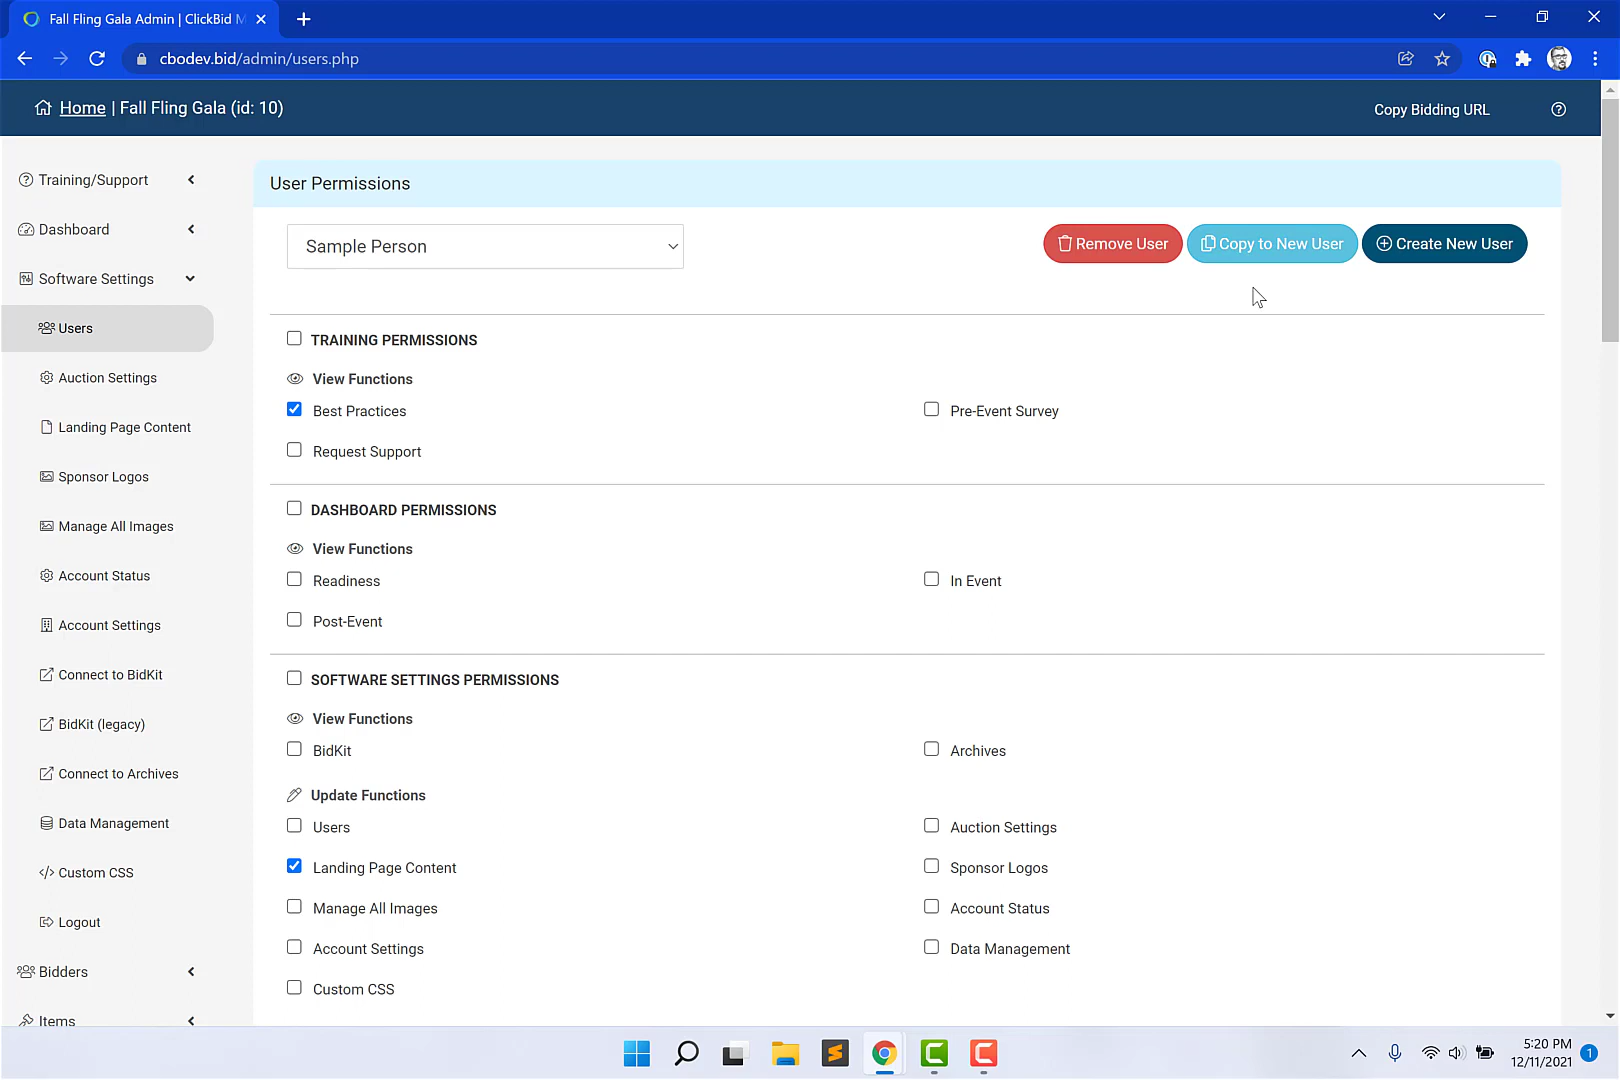 Fall Fling Gala Admin | ClickBid M
cbodev.bid/admin/users.php
Home | Fall Fling Gala (id: 10)
Copy Bidding URL
Training/Support
Dashboard
Software Settings
Users
Auction Settings
Landing Page Content
Sponsor Logos
Manage All Images
Account Status
Account Settings
Connect to BidKit
BidKit (legacy)
Connect to Archives
Data Management
Custom CSS
Logout
Bidders
Items
User Permissions
Sample Person
Remove User
Copy to New User
Create New User
TRAINING PERMISSIONS
View Functions
Best Practices
Pre-Event Survey
Request Support
DASHBOARD PERMISSIONS
View Functions
Readiness
In Event
Post-Event
SOFTWARE SETTINGS PERMISSIONS
View Functions
BidKit
Archives
Update Functions
Users
Auction Settings
Landing Page Content
Sponsor Logos
Manage All Images
Account Status
Account Settings
Data Management
Custom CSS
5:20 PM
12/11/2021
1